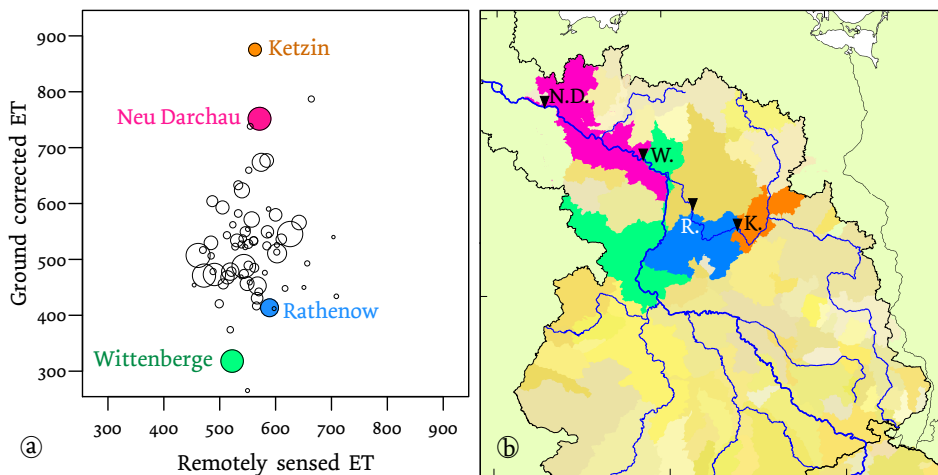 900
800
700
600
500
400
300
Ground corrected ET
Ketzin
Neu Darchau
Rathenow
Wittenberge
300 400 500 600 700 800 900
Remotely sensed ET
a
N.D.
W.
R.
K.
b